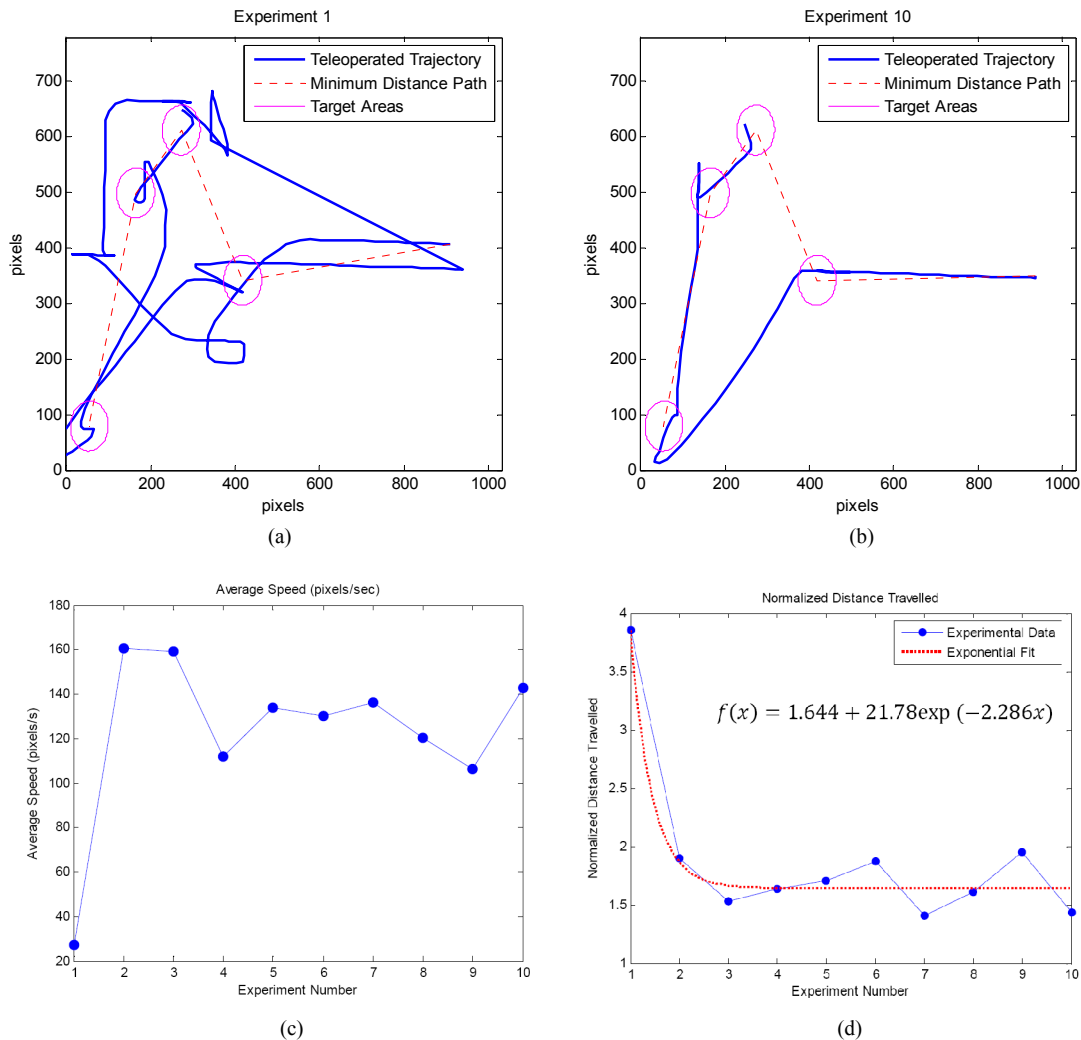 Experiment 1
Teleoperated Trajectory
Minimum Distance Path
Target Areas
700
600
500
400
300
200
100
0
pixels
0 200 400 600 800 1000
pixels
(a)
Experiment 10
Teleoperated Trajectory
Minimum Distance Path
Target Areas
700
600
500
400
300
200
100
0
pixels
0 200 400 600 800 1000
pixels
(b)
Average Speed (pixels/sec)
180
160
140
120
100
80
60
40
20
Average Speed (pixels/s)
1 2 3 4 5 6 7 8 9 10
Experiment Number
(c)
Normalized Distance Travelled
Experimental Data
Exponential Fit
f(x) = 1.644 + 21.78exp (−2.286x)
4
3.5
3
2.5
2
1.5
1
Normalized Distance Travelled
1 2 3 4 5 6 7 8 9 10
Experiment Number
(d)